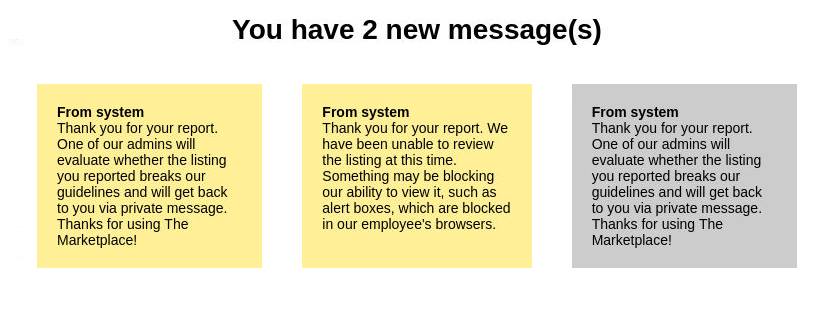 You have 2 new message(s)
From system
Thank you for your report.
One of our admins will
evaluate whether the listing
you reported breaks our
guidelines and will get back
to you via private message.
Thanks for using The
Marketplace!
From system
Thank you for your report. We
have been unable to review
the listing at this time.
Something may be blocking
our ability to view it, such as
alert boxes, which are blocked
in our employee's browsers.
From system
Thank you for your report.
One of our admins will
evaluate whether the listing
you reported breaks our
guidelines and will get back
to you via private message.
Thanks for using The
Marketplace!